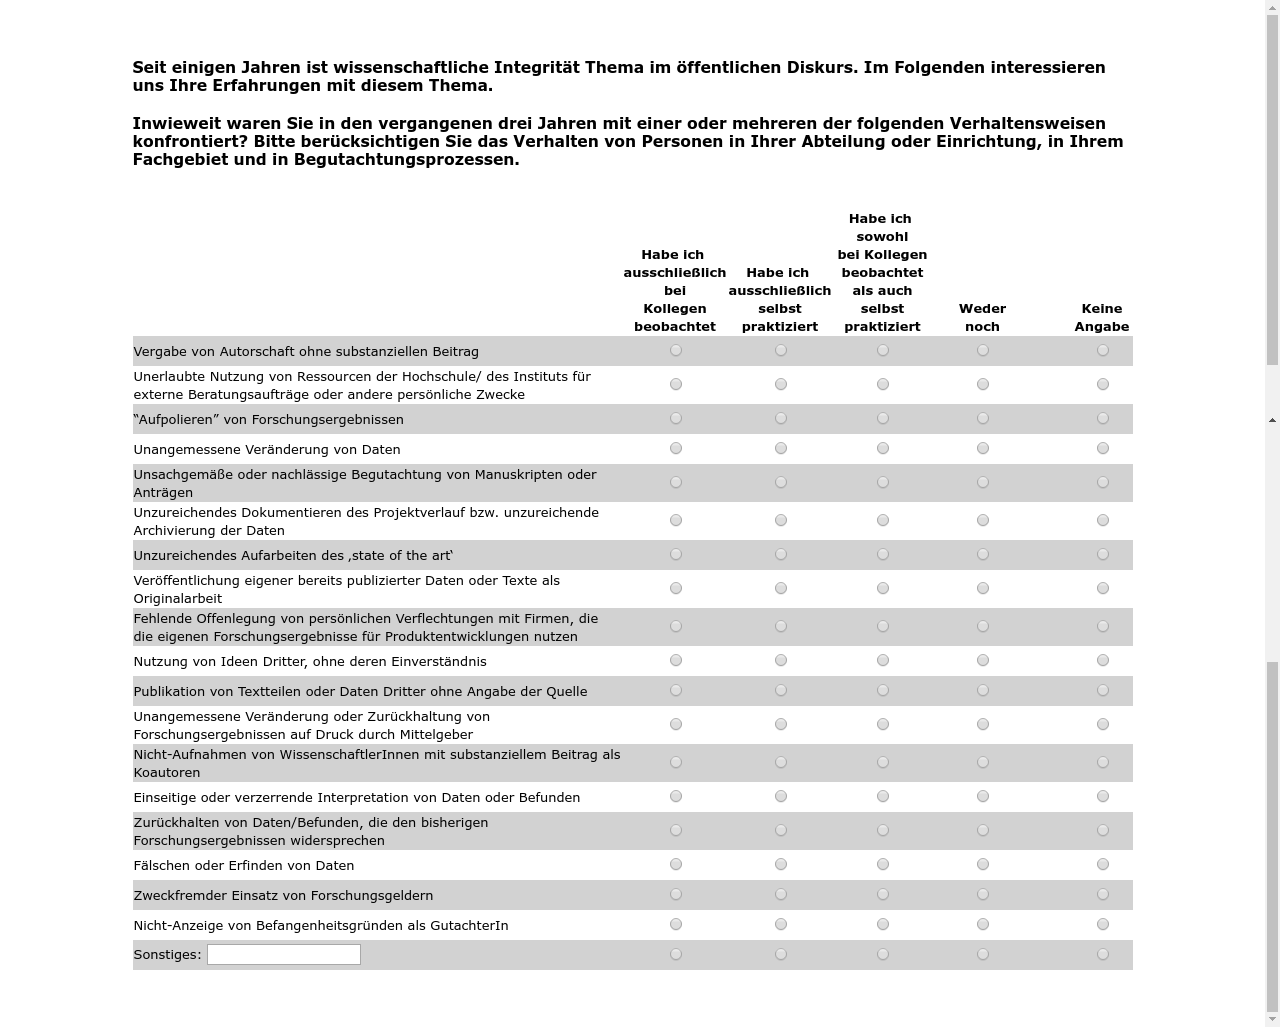 Seit einigen Jahren ist wissenschaftliche Integrität Thema im öffentlichen Diskurs. Im Folgenden interessieren
uns Ihre Erfahrungen mit diesem Thema.
Inwieweit waren Sie in den vergangenen drei Jahren mit einer oder mehreren der folgenden Verhaltensweisen
konfrontiert? Bitte berücksichtigen Sie das Verhalten von Personen in Ihrer Abteilung oder Einrichtung, in Ihrem
Fachgebiet und in Begutachtungsprozessen.
Habe ich
ausschließlich
bei
Kollegen
beobachtet
Habe ich
ausschließlich
selbst
praktiziert
Habe ich
sowohl
bei Kollegen
beobachtet
als auch
selbst
praktiziert
Weder
noch
Keine
Angabe
Vergabe von Autorschaft ohne substanziellen Beitrag
Unerlaubte Nutzung von Ressourcen der Hochschule/ des Instituts für
externe Beratungsaufträge oder andere persönliche Zwecke
“Aufpolieren” von Forschungsergebnissen
Unangemessene Veränderung von Daten
Unsachgemäße oder nachlässige Begutachtung von Manuskripten oder
Anträgen
Unzureichendes Dokumentieren des Projektverlauf bzw. unzureichende
Archivierung der Daten
Unzureichendes Aufarbeiten des ‚state of the art‘
Veröffentlichung eigener bereits publizierter Daten oder Texte als
Originalarbeit
Fehlende Offenlegung von persönlichen Verflechtungen mit Firmen, die
die eigenen Forschungsergebnisse für Produktentwicklungen nutzen
Nutzung von Ideen Dritter, ohne deren Einverständnis
Publikation von Textteilen oder Daten Dritter ohne Angabe der Quelle
Unangemessene Veränderung oder Zurückhaltung von
Forschungsergebnissen auf Druck durch Mittelgeber
Nicht-Aufnahmen von WissenschaftlerInnen mit substanziellem Beitrag als
Koautoren
Einseitige oder verzerrende Interpretation von Daten oder Befunden
Zurückhalten von Daten/Befunden, die den bisherigen
Forschungsergebnissen widersprechen
Fälschen oder Erfinden von Daten
Zweckfremder Einsatz von Forschungsgeldern
Nicht-Anzeige von Befangenheitsgründen als GutachterIn
Sonstiges: